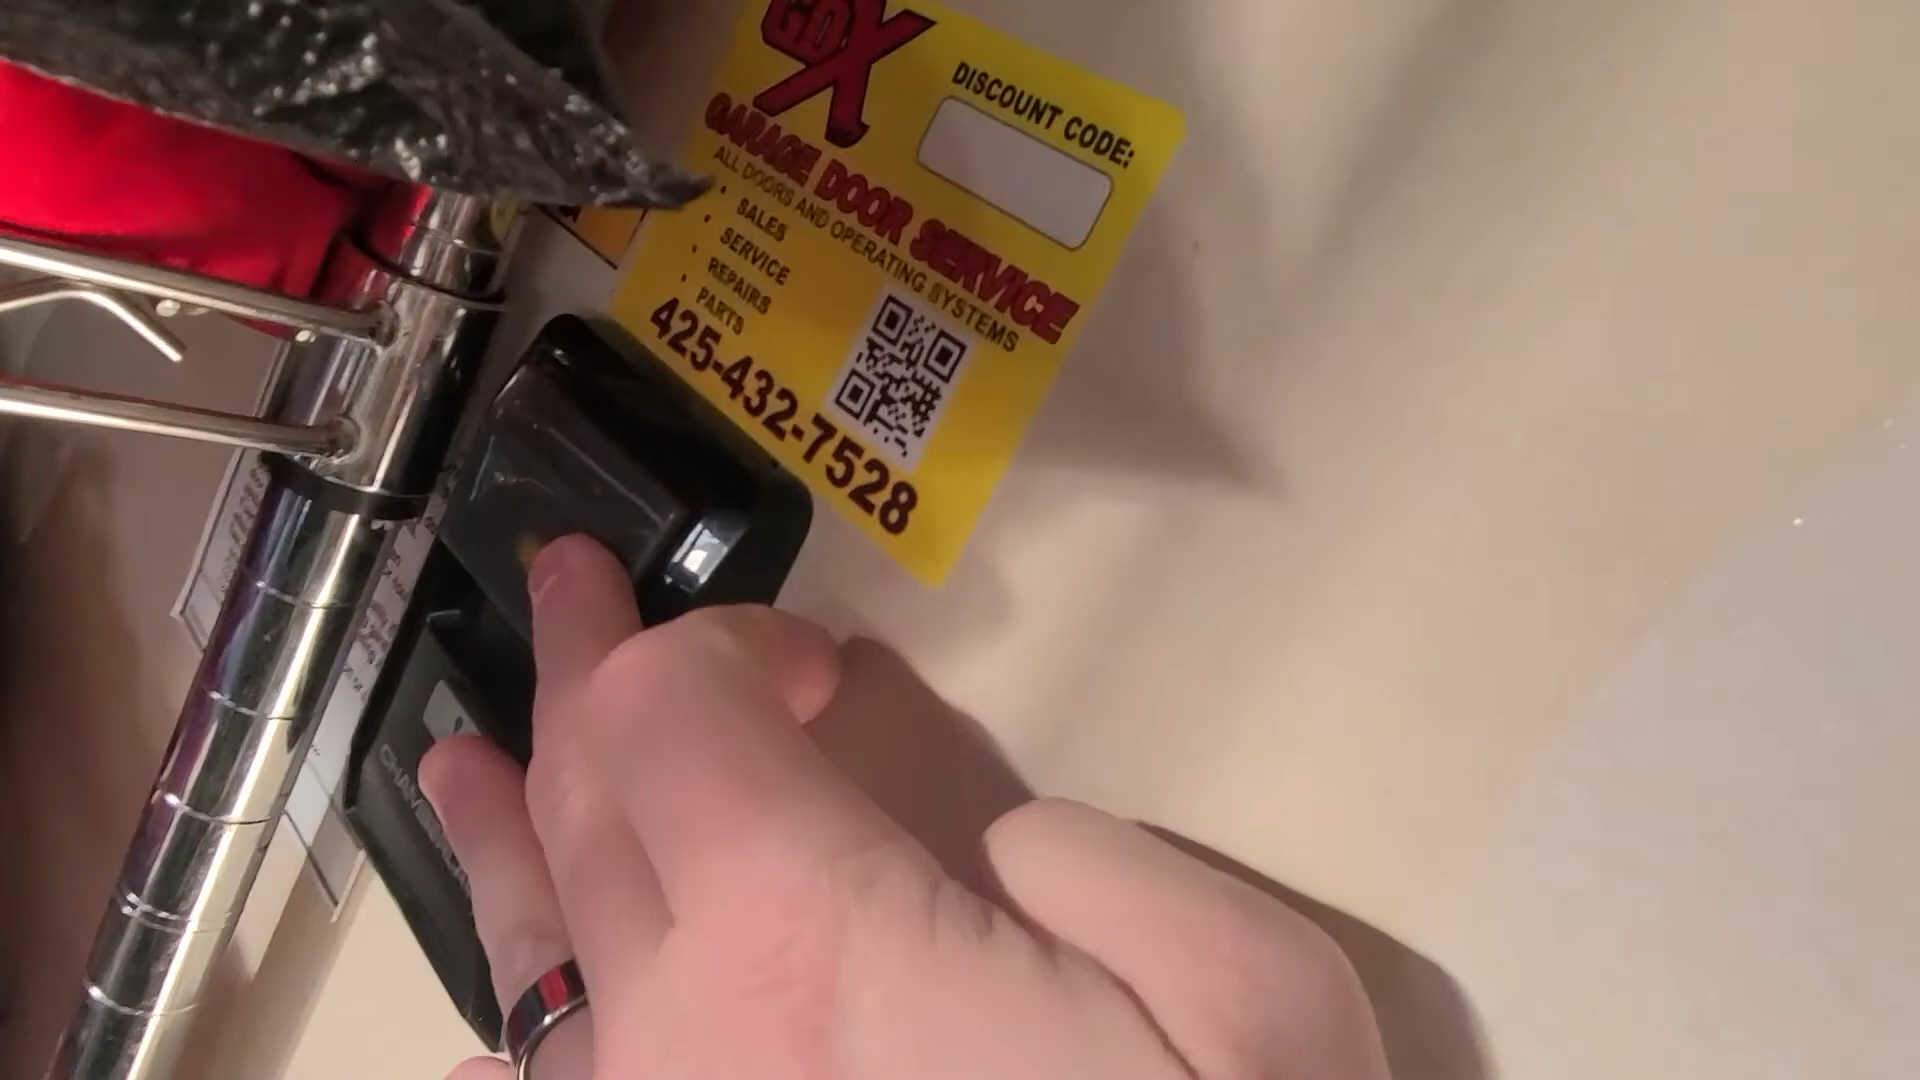 GDX
DISCOUNT CODE:
GARAGE DOOR SERVICE
ALL DOORS AND OPERATING SYSTEMS
• SALES
• SERVICE
• REPAIRS
• PARTS
425-432-7528